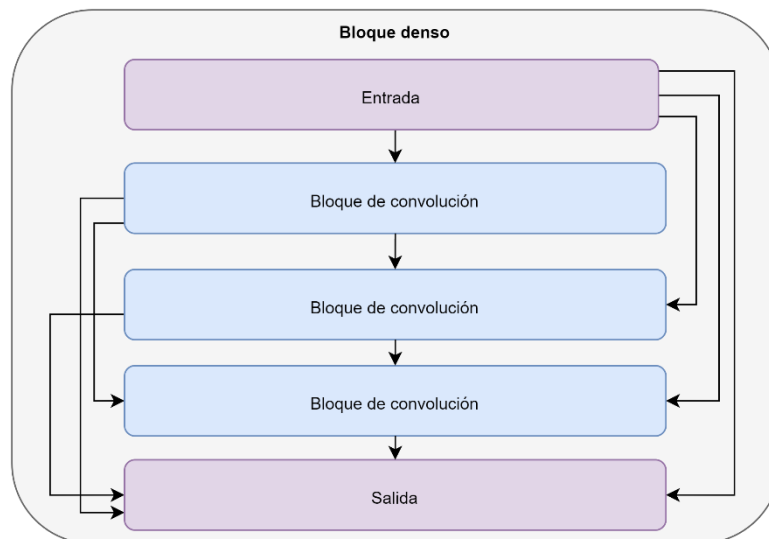 Bloque denso
Entrada
Bloque de convolución
Bloque de convolución
Bloque de convolución
Salida